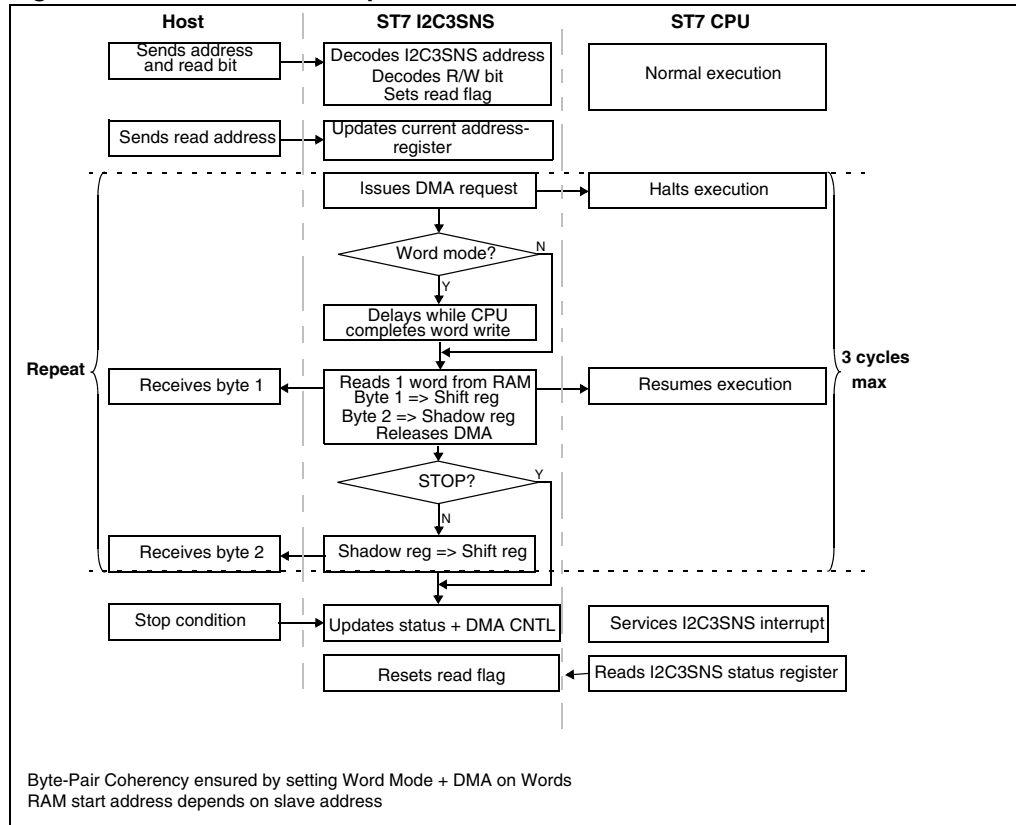 Host
ST7 I2C3SNS
ST7 CPU
Sends address
and read bit
Decodes I2C3SNS address
Decodes R/W bit
Sets read flag
Normal execution
Sends read address
Updates current address-
register
Issues DMA request
Halts execution
Word mode?
N
Y
Delays while CPU
completes word write
Repeat
3 cycles
max
Receives byte 1
Reads 1 word from RAM
Byte 1 => Shift reg
Byte 2 => Shadow reg
Releases DMA
Resumes execution
STOP?
Y
N
Receives byte 2
Shadow reg => Shift reg
Stop condition
Updates status + DMA CNTL
Services I2C3SNS interrupt
Resets read flag
Reads I2C3SNS status register
Byte-Pair Coherency ensured by setting Word Mode + DMA on Words
RAM start address depends on slave address